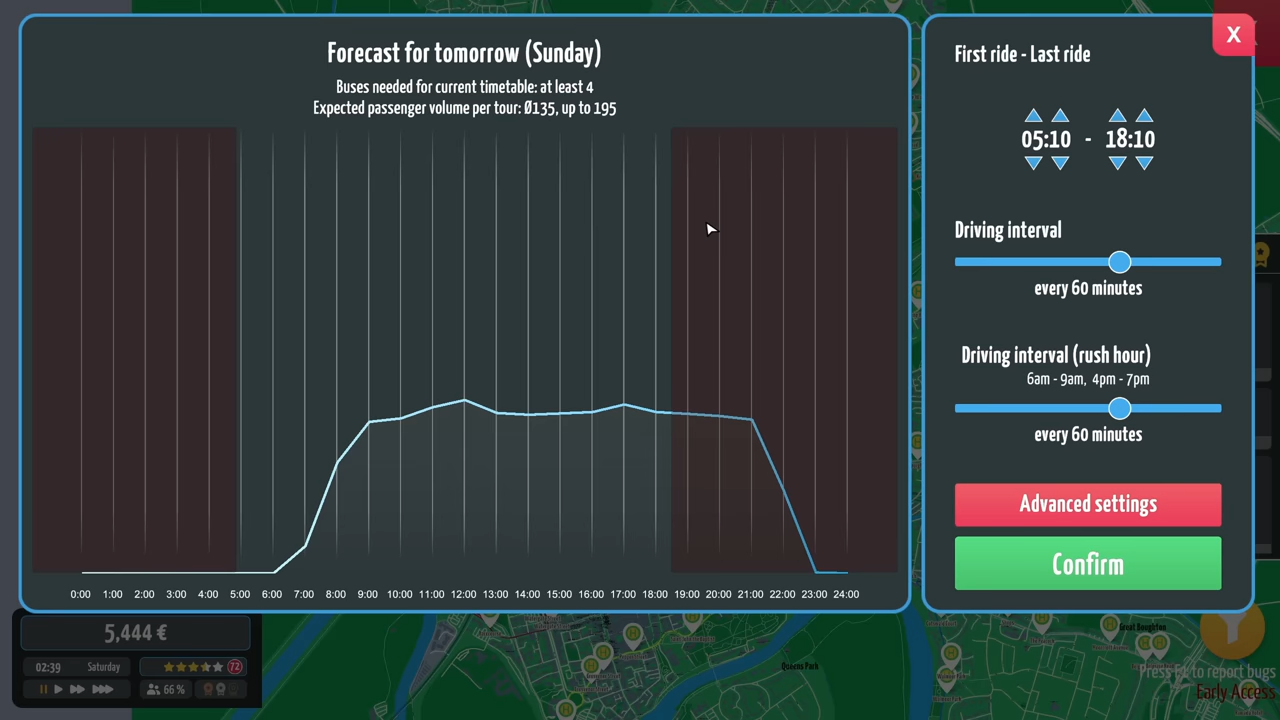 Forecast for tomorrow (Sunday)
Buses needed for current timetable: at least 4
Expected passenger volume per tour: Ø135, up to 195
0:00 1:00 2:00 3:00 4:00 5:00 6:00 7:00 8:00 9:00 10:00 11:00 12:00 13:00 14:00 15:00 16:00 17:00 18:00 19:00 20:00 21:00 22:00 23:00 24:00
X
First ride - Last ride
05:10 - 18:10
Driving interval
every 60 minutes
Driving interval (rush hour)
6am - 9am, 4pm - 7pm
every 60 minutes
Advanced settings
Confirm
5,444 €
02:39 Saturday 72
66 %
Queens Park
Great Boughton
Press F1 to report bugs
Early Access